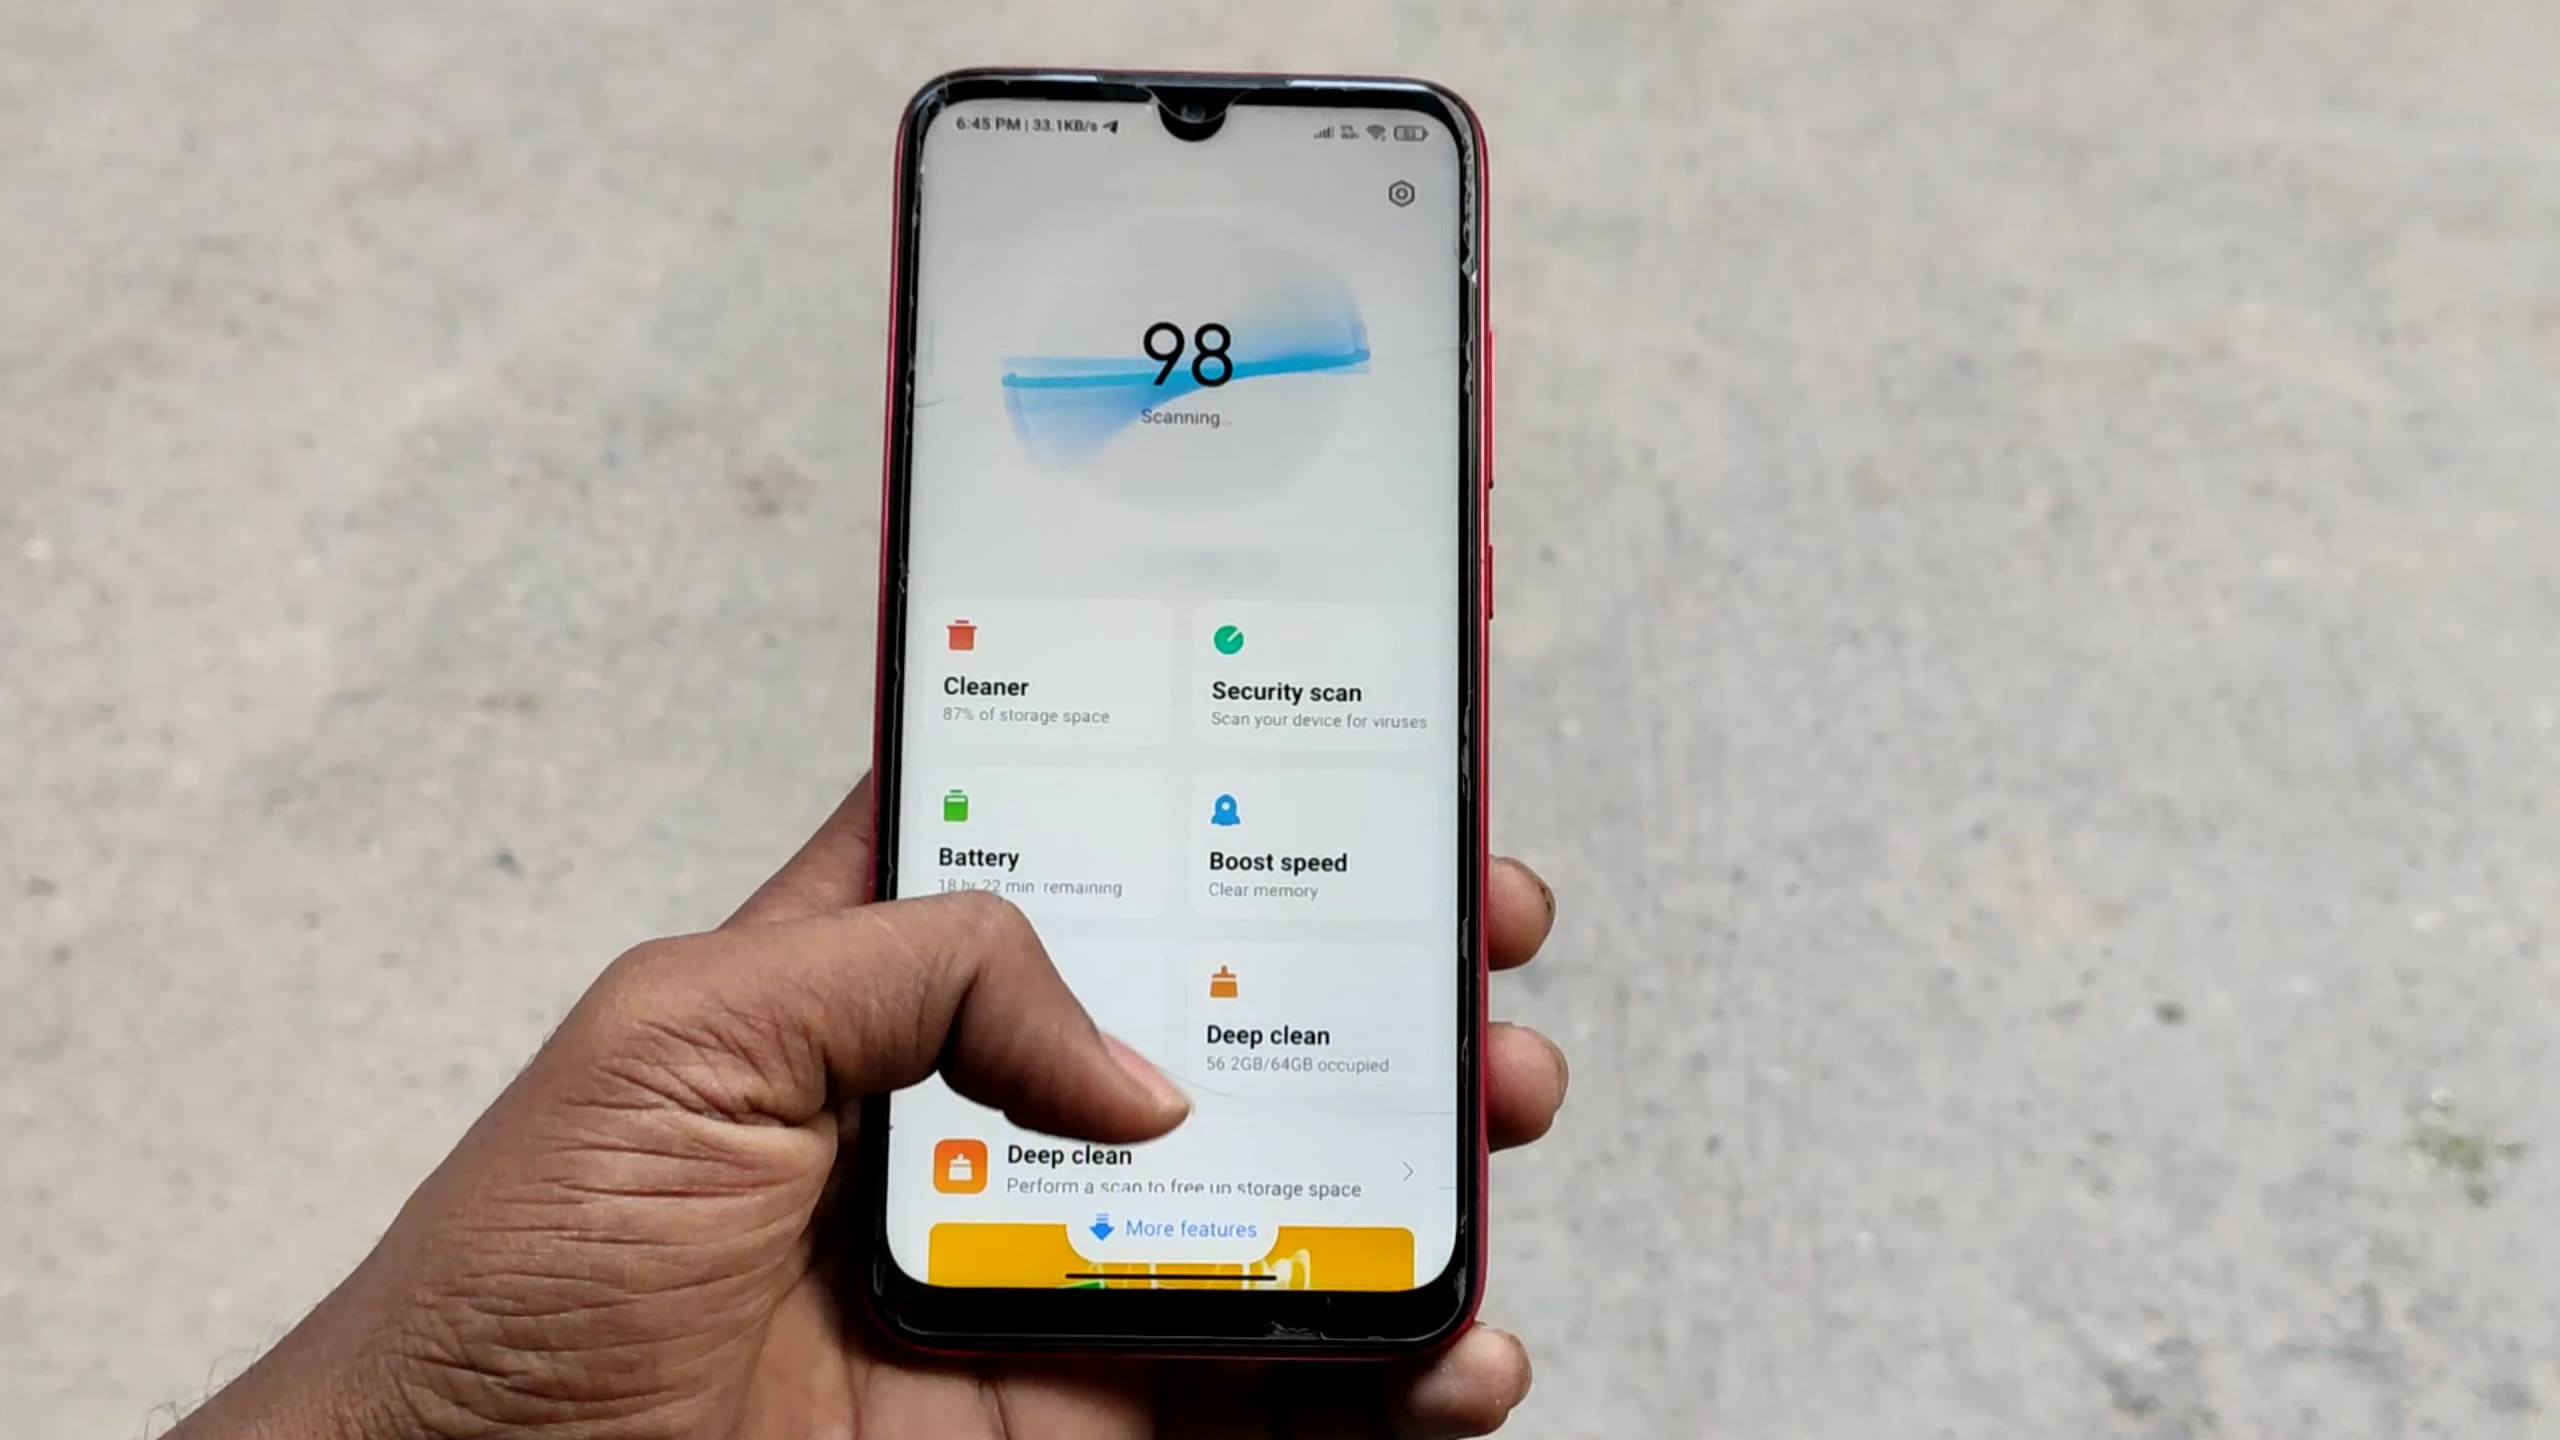 6:45 PM | 33.1KB/s
98
Scanning...
Cleaner
87% of storage space
Security scan
Scan your device for viruses
Battery
18 hr 22 min remaining
Boost speed
Clear memory
Deep clean
56.2GB/64GB occupied
Deep clean
Perform a scan to free up storage space
More features